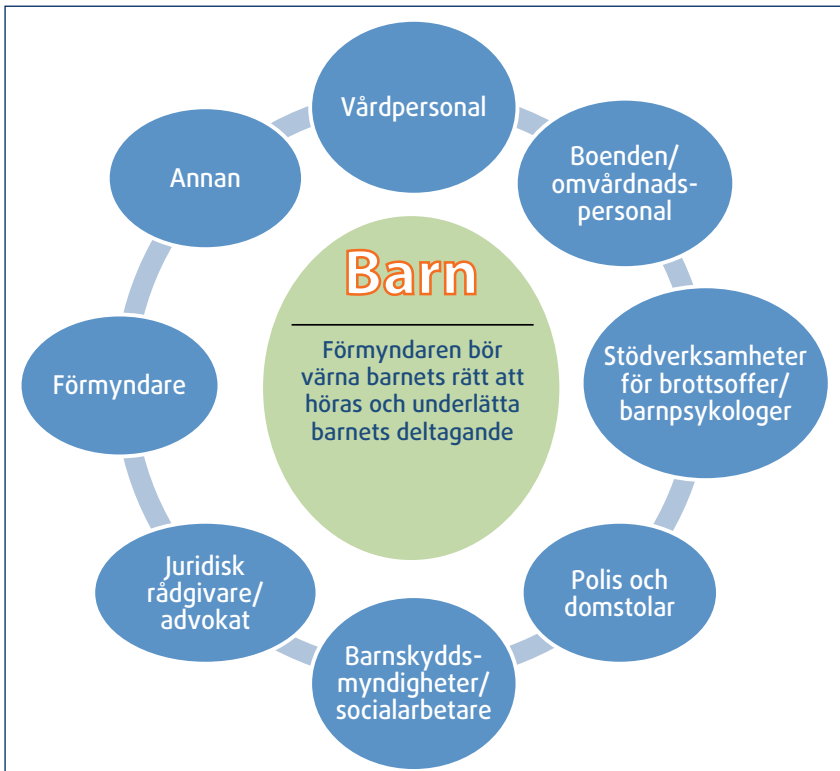 Vårdpersonal
Boenden/
omvårdnads-
personal
Stödverksamheter
för brottsoffer/
barnpsykologer
Polis och
domstolar
Barnskydds-
myndigheter/
socialarbetare
Juridisk
rådgivare/
advokat
Förmyndare
Annan
Barn
Förmyndaren bör
värna barnets rätt att
höras och underlätta
barnets deltagande